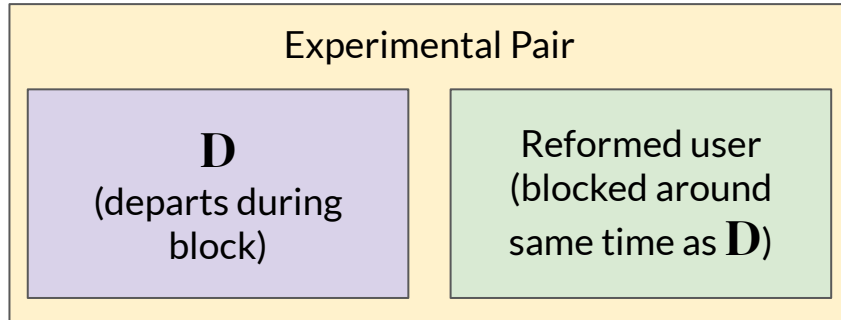 Experimental Pair
D
(departs during
block)
Reformed user
(blocked around
same time as D)